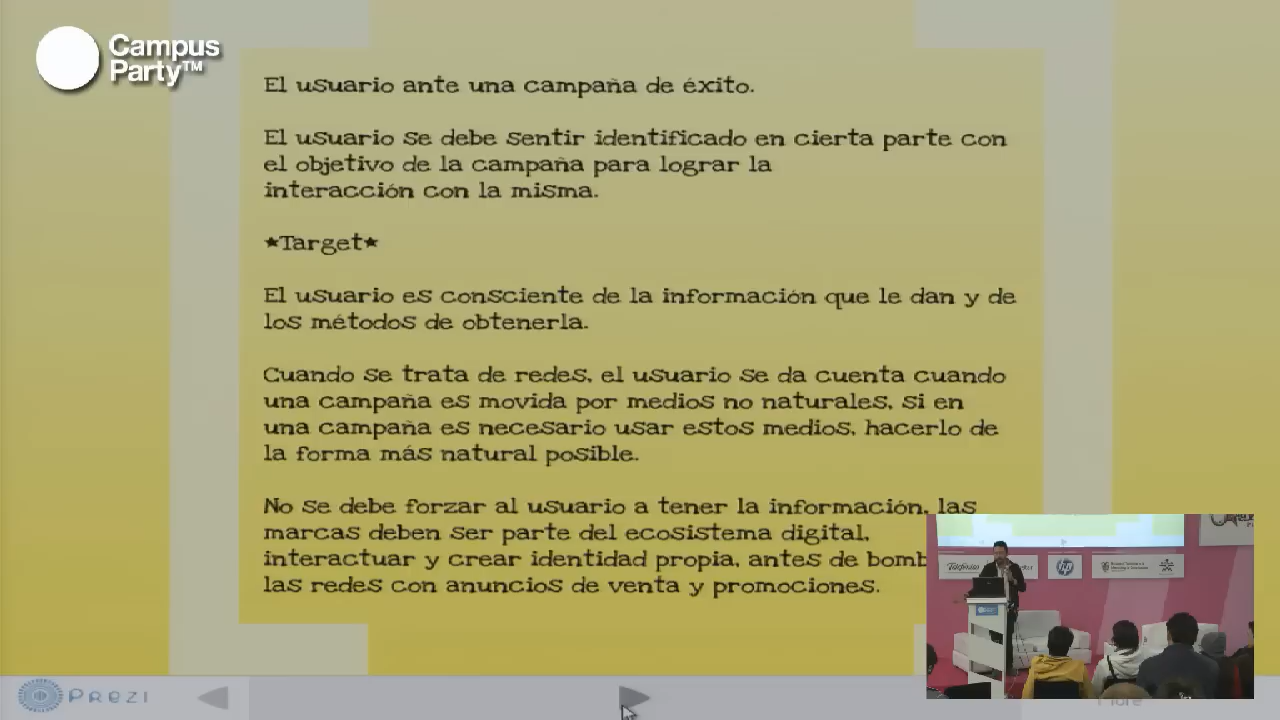 Campus
Party™
El usuario ante una campaña de éxito.
El usuario se debe sentir identificado en cierta parte con
el objetivo de la campaña para lograr la
interacción con la misma.
★Target★
El usuario es consciente de la información que le dan y de
los métodos de obtenerla.
Cuando se trata de redes, el usuario se da cuenta cuando
una campaña es movida por medios no naturales, si en
una campaña es necesario usar estos medios, hacerlo de
la forma más natural posible.
No se debe forzar al usuario a tener la información, las
marcas deben ser parte del ecosistema digital,
interactuar y crear identidad propia, antes de bomb
las redes con anuncios de venta y promociones.
Telefónica
hp
PREZI
More